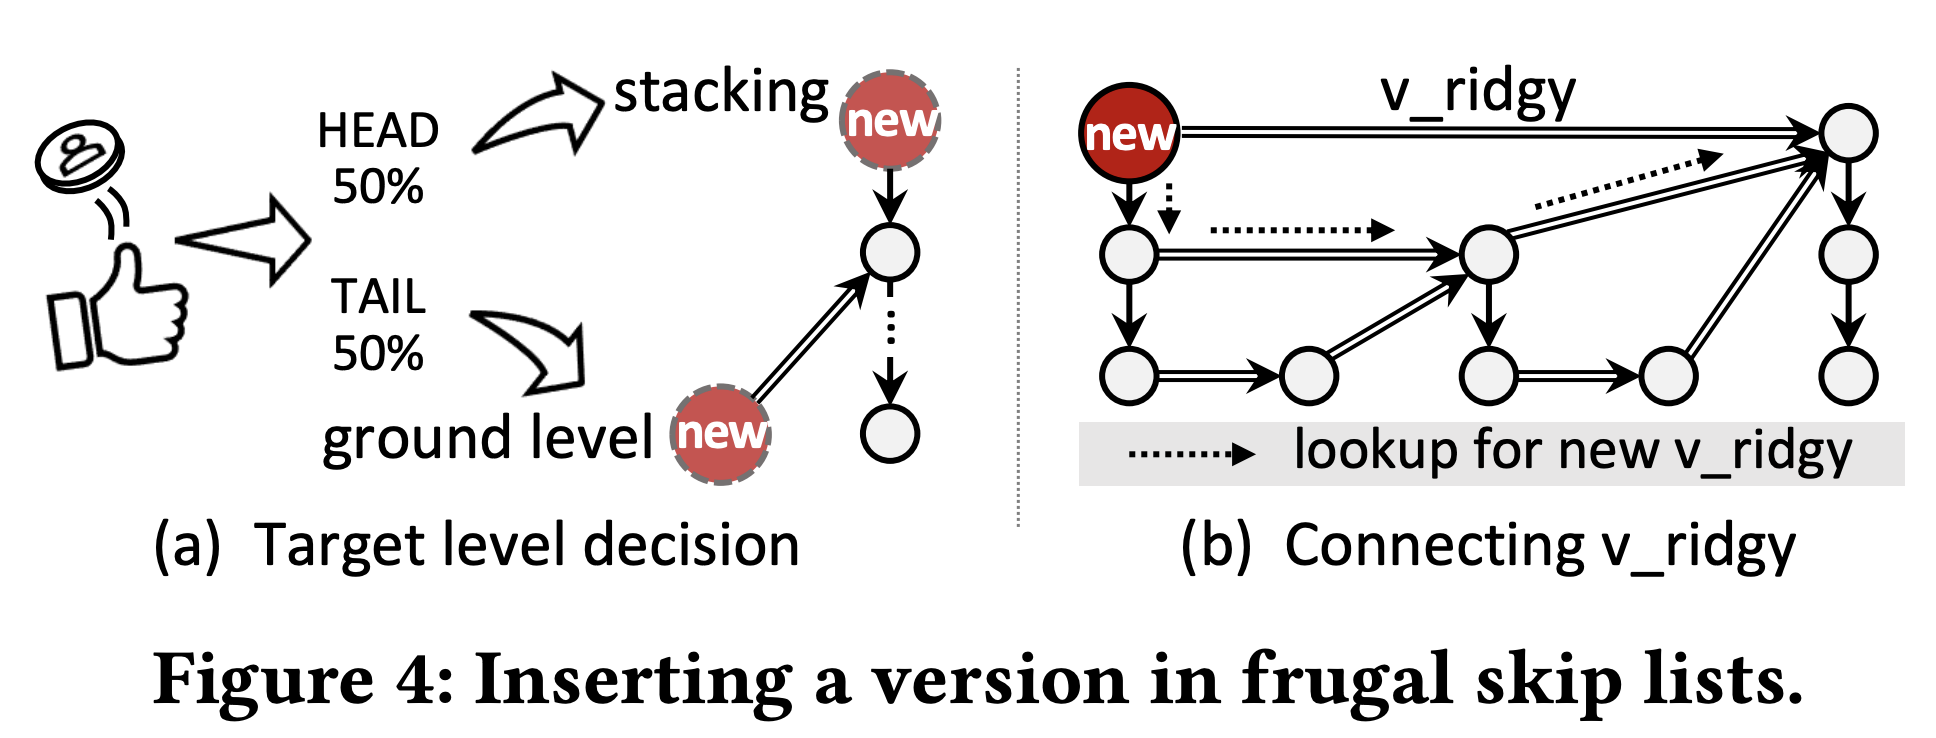 HEAD
50%
stacking
new
TAIL
50%
ground level
new
(a) Target level decision
v_ridgy
new
lookup for new v_ridgy
(b) Connecting v_ridgy
Figure 4: Inserting a version in frugal skip lists.